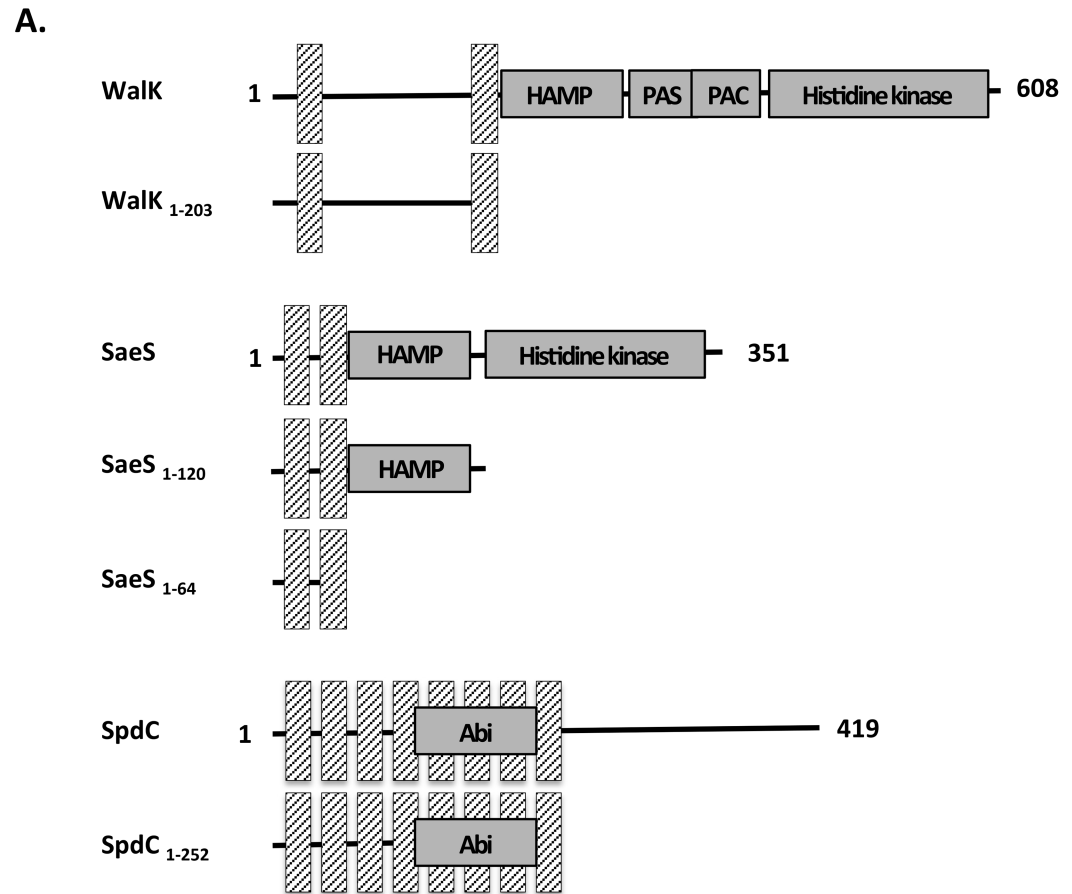 A.
WalK 1 HAMP PAS PAC Histidine kinase 608
WalK 1-203
SaeS 1 HAMP Histidine kinase 351
SaeS 1-120 HAMP
SaeS 1-64
SpdC 1 Abi 419
SpdC 1-252 Abi